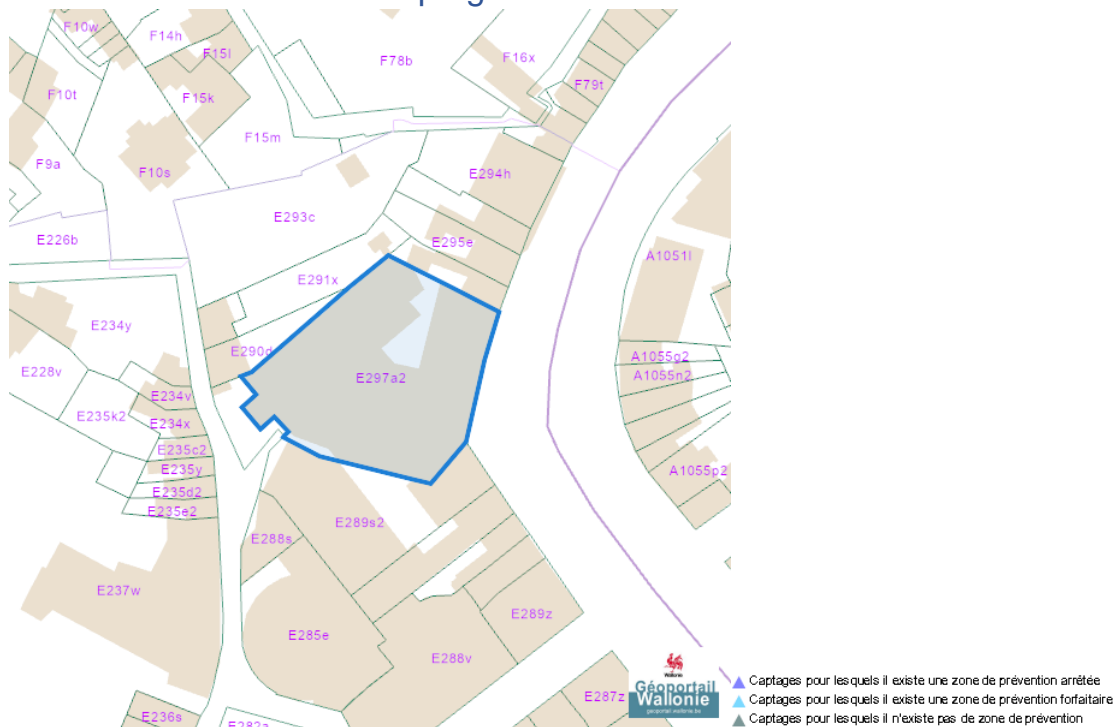 F10w
F14h
F15l
F78b
F16x
F79t
F10t
F15k
F15m
F9a
F10s
E294h
E293c
E295e
E226b
A1051l
E291x
E234y
E290d
A1055g2
A1055n2
E228v
E297a2
E234v
E235k2
E234x
E235c2
E235y
A1055p2
E235d2
E235e2
E289s2
E288s
E237w
E289z
E285e
E288v
Wallonie
Géoportail
Wallonie
geoportail.wallonie.be
E287z
E236s
E282a
Captages pour lesquels il existe une zone de prévention arrétée
Captages pour lesquels il existe une zone de prévention forfaitaire
Captages pour lesquels il n'existe pas de zone de prévention